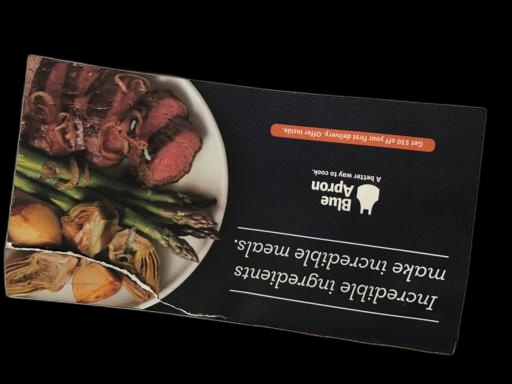 Incredible ingredients
make incredible meals.
Blue
Apron
A better way to cook.
Get $30 off your first delivery. Offer inside.